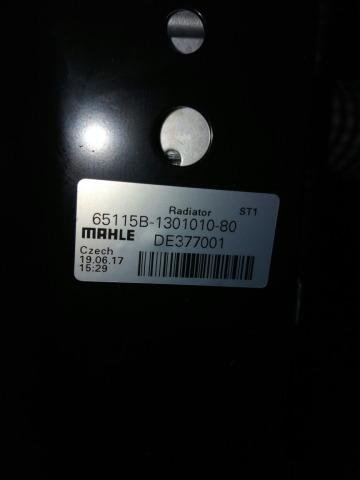 Radiator ST1
65115B-1301010-80
MAHLE DE377001
Czech
19.06.17
15:29